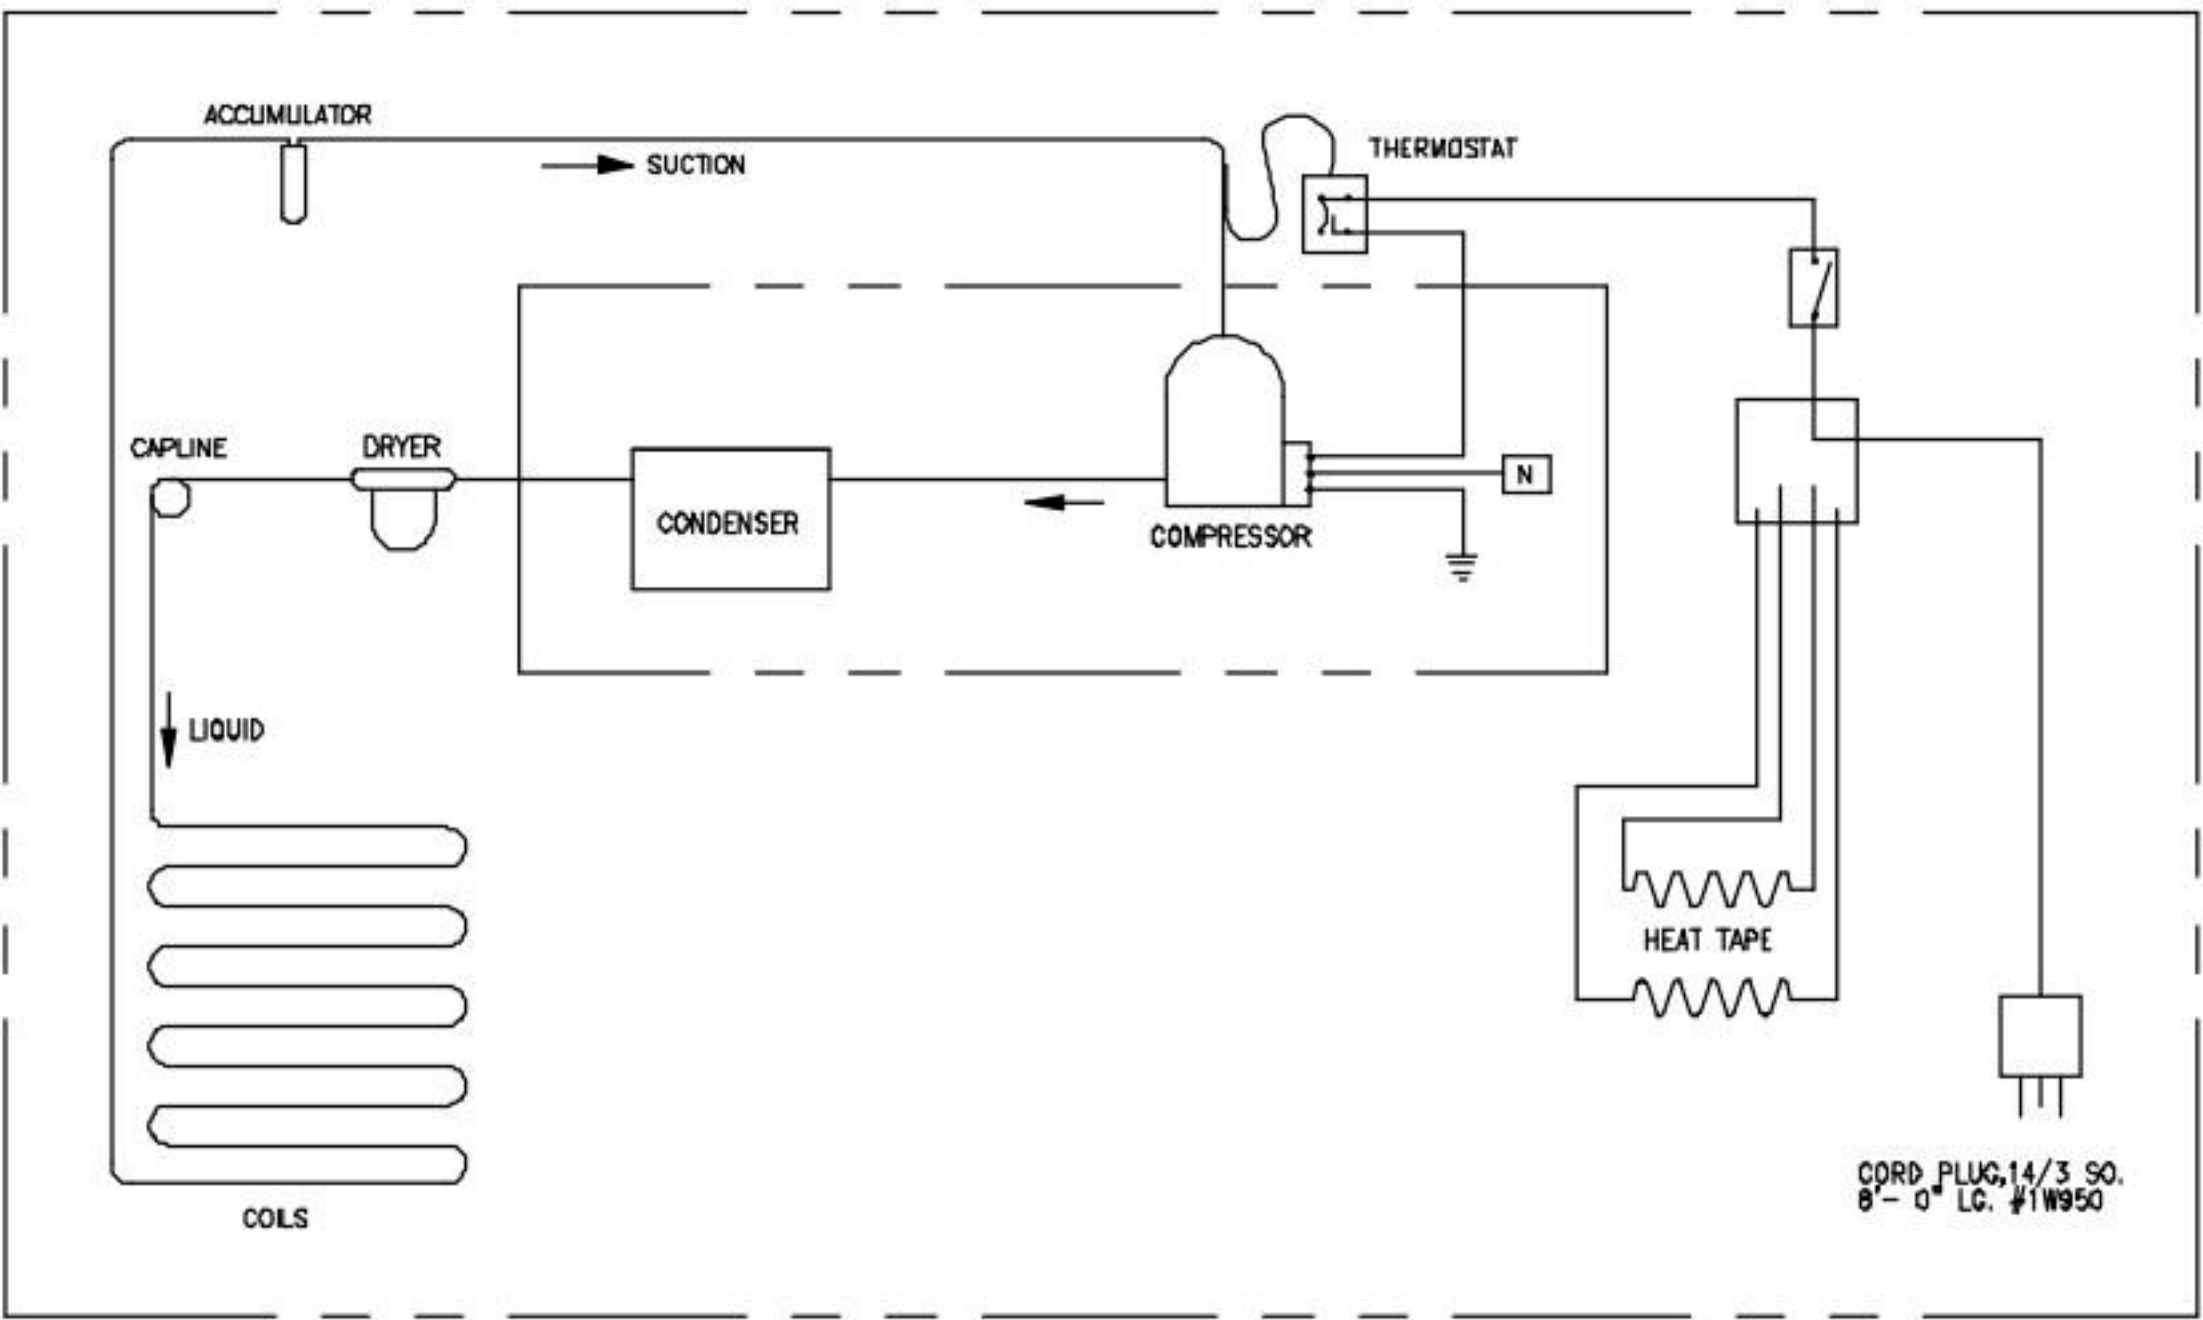 ACCUMULATOR
SUCTION
THERMOSTAT
CAPLINE
DRYER
CONDENSER
N
COMPRESSOR
LIQUID
HEAT TAPE
COILS
CORD PLUG,14/3 SO.
8'- 0" LG. #1W950